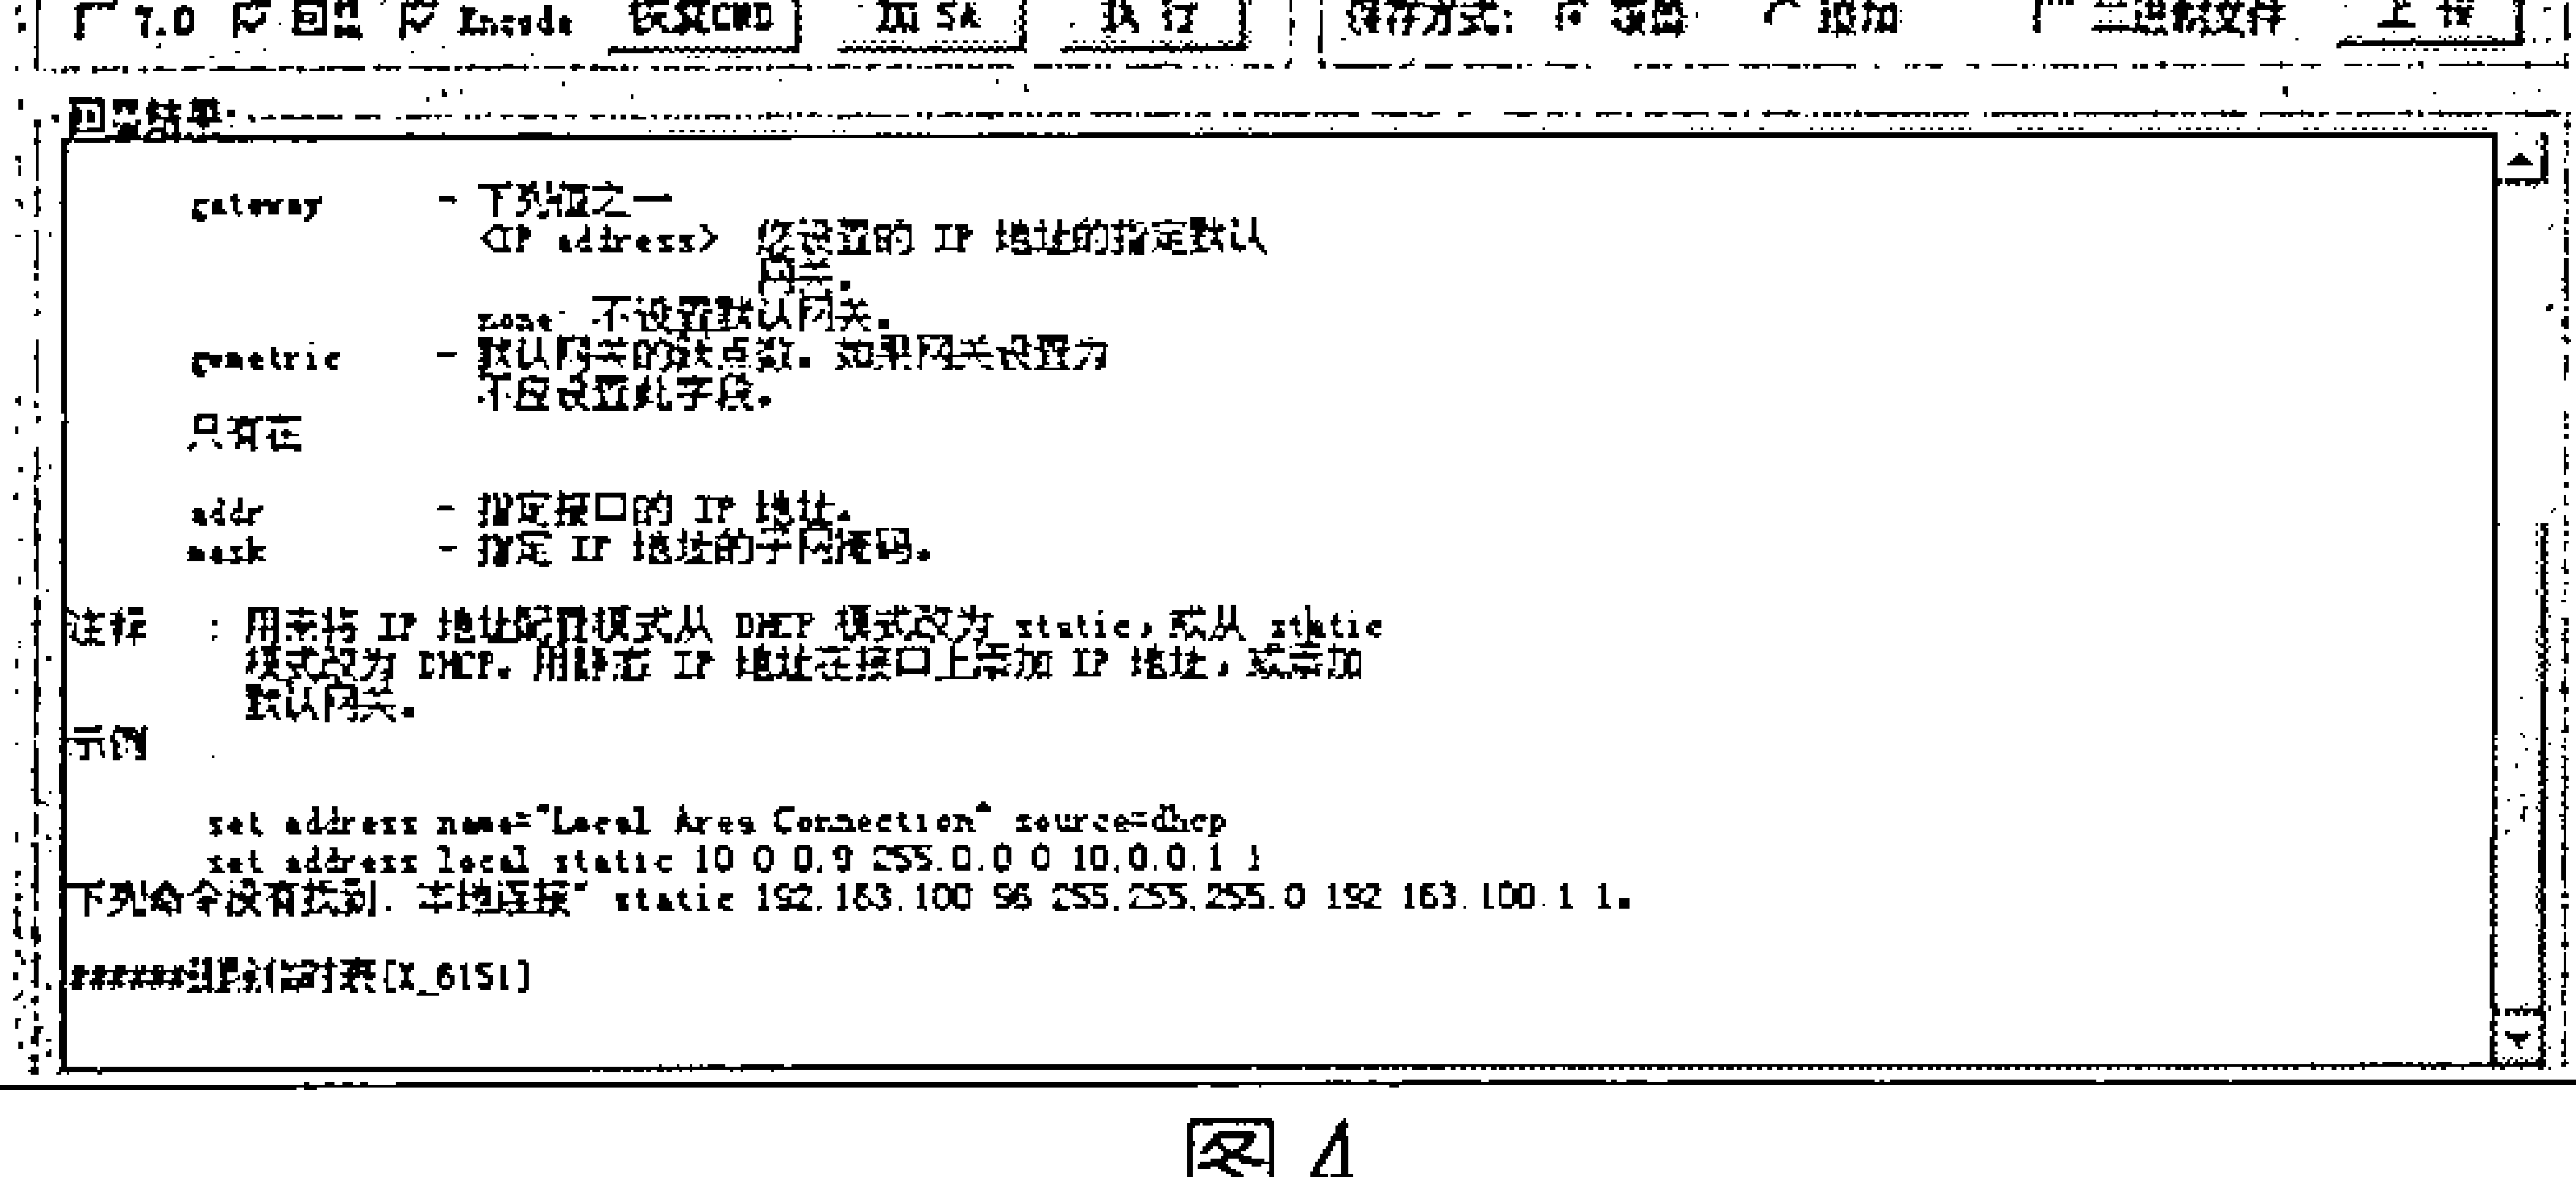 7.0 回显 Encode 恢复CMD 加 SA 执 行 保存方式: 覆盖 追加 二进制文件 上 传
回显结果
gateway - 下列值之一
<IP address> 您设置的 IP 地址的指定默认
网关。
none 不设置默认网关。
gwmetric - 默认网关的跃点数。如果网关设置为
不应设置此字段。
只有在
addr - 指定接口的 IP 地址。
mask - 指定 IP 地址的子网掩码。
注释 : 用来将 IP 地址配置模式从 DHCP 模式改为 static,或从 static
模式改为 DHCP。用静态 IP 地址在接口上添加 IP 地址,或添加
默认网关。
示例
set address name="Local Area Connection" source=dhcp
set address local static 10.0.0.9 255.0.0.0 10.0.0.1 1
下列命令没有找到: 本地连接" static 192.163.100.96 255.255.255.0 192.163.100.1 1.
[X_6151]
图 4